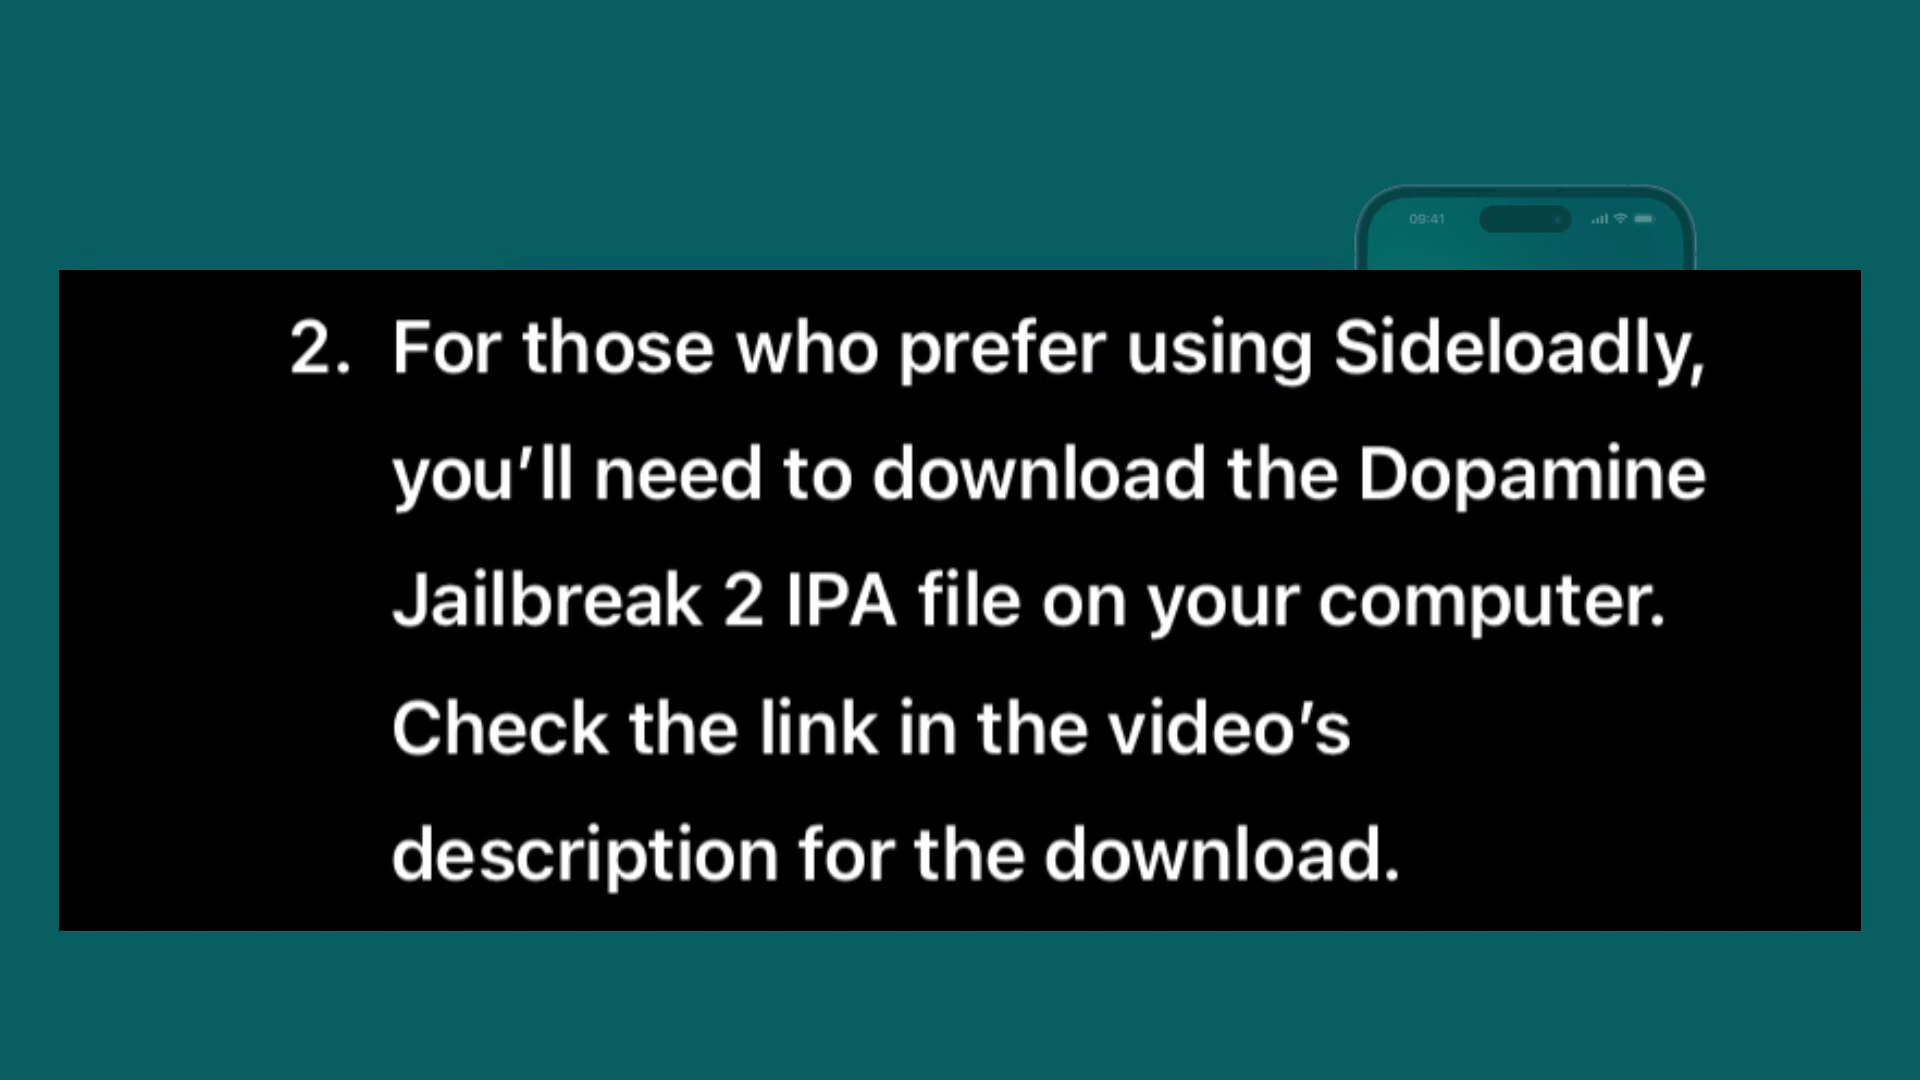 09:41
2. For those who prefer using Sideloadly,
you’ll need to download the Dopamine
Jailbreak 2 IPA file on your computer.
Check the link in the video’s
description for the download.